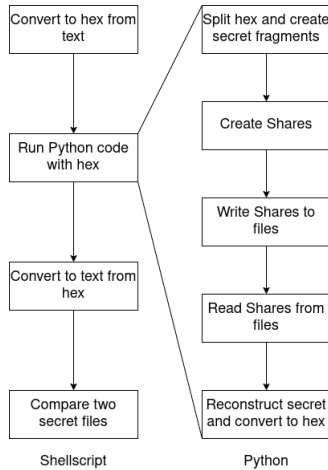 Convert to hex from
text
Run Python code
with hex
Convert to text from
hex
Compare two
secret files
Shellscript
Split hex and create
secret fragments
Create Shares
Write Shares to
files
Read Shares from
files
Reconstruct secret
and convert to hex
Python